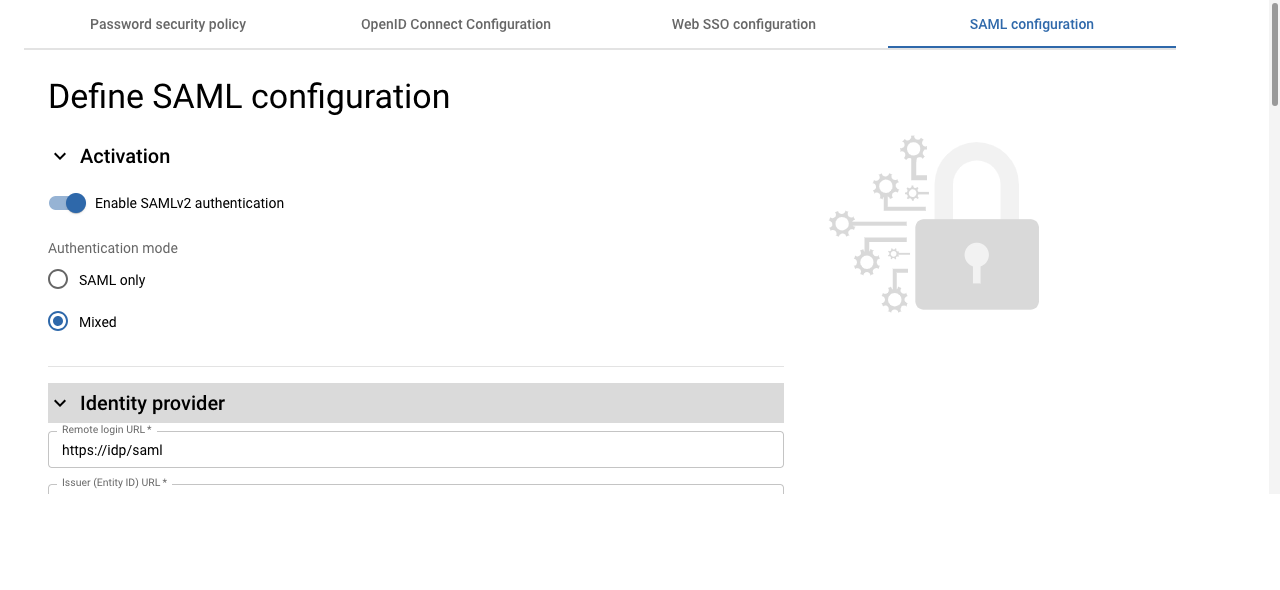 Password security policy
OpenID Connect Configuration
Web SSO configuration
SAML configuration
Define SAML configuration
Activation
Enable SAMLv2 authentication
Authentication mode
SAML only
Mixed
Identity provider
Remote login URL *
https://idp/saml
Issuer (Entity ID) URL *